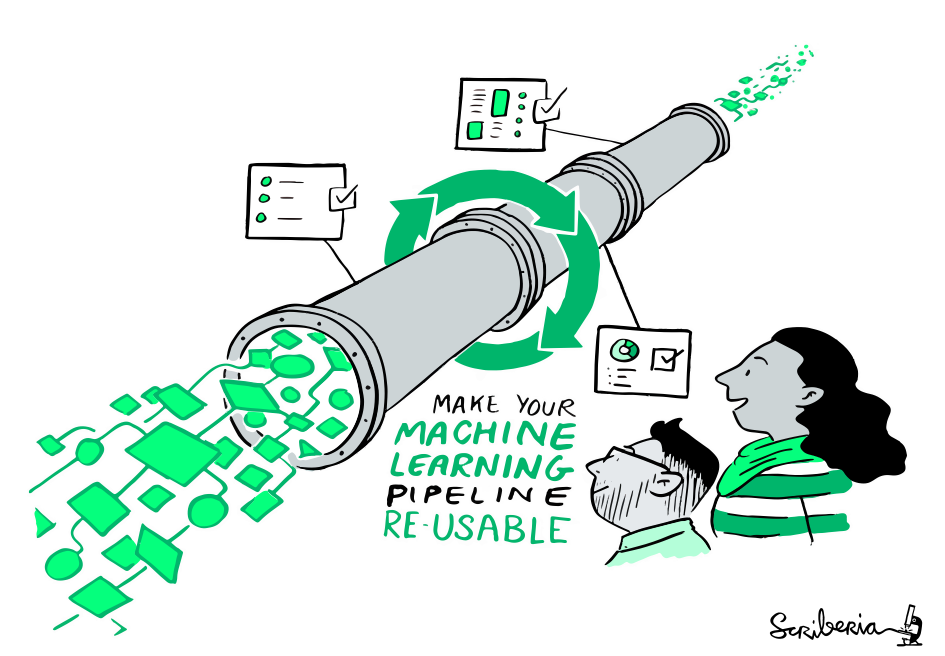 MAKE YOUR
MACHINE
LEARNING
PIPELINE
RE-USABLE
Scriberia